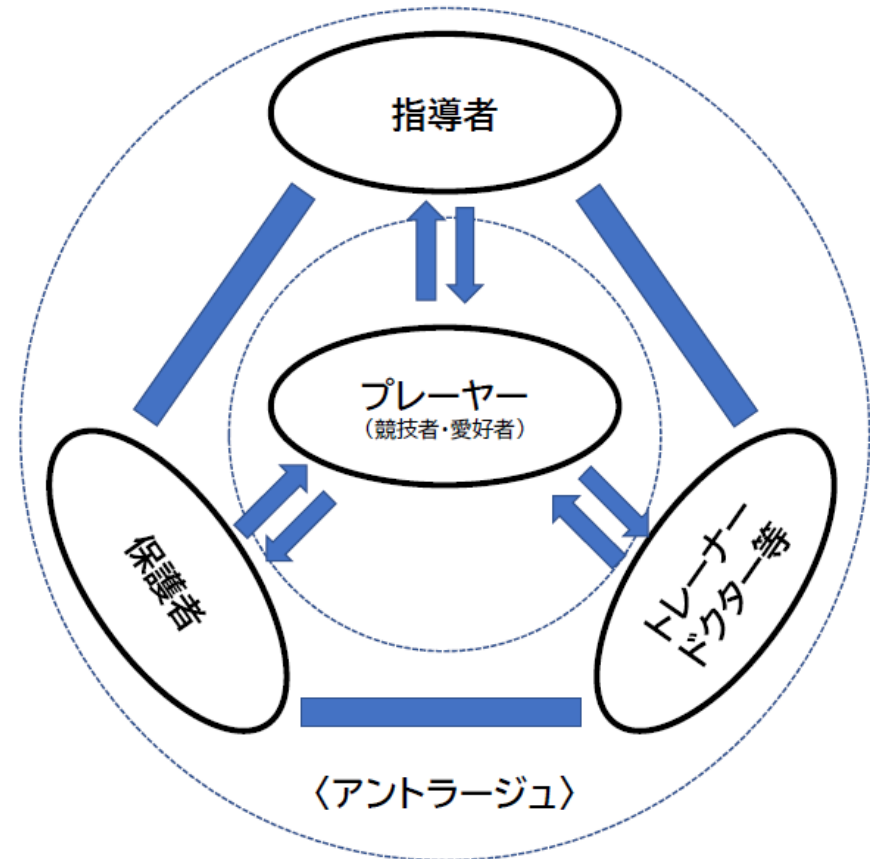 指導者
プレーヤー
(競技者・愛好者)
保護者
トレーナー
ドクター等
〈アントラージュ〉